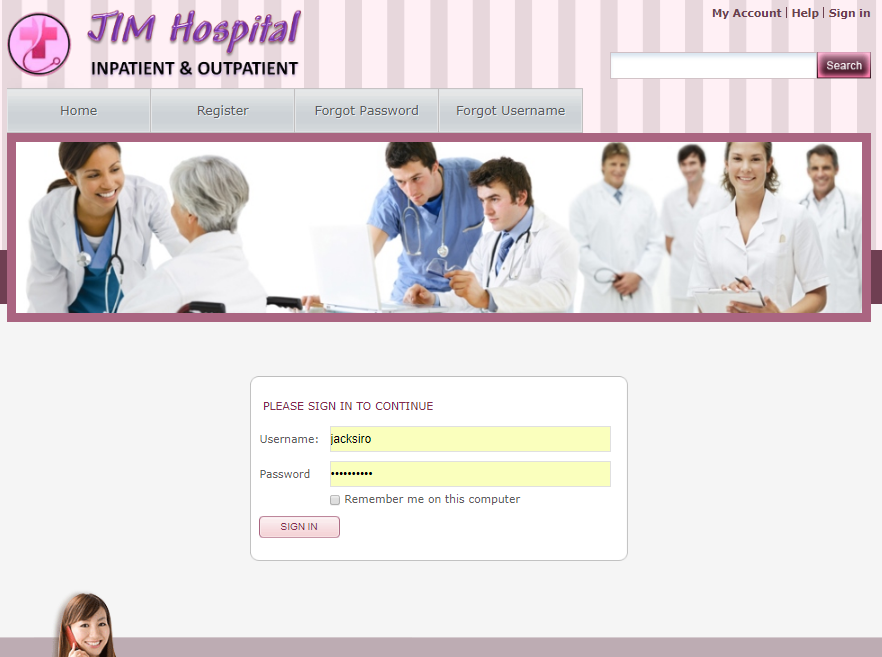 JIM Hospital
INPATIENT & OUTPATIENT
My Account | Help | Sign in
Search
Home
Register
Forgot Password
Forgot Username
PLEASE SIGN IN TO CONTINUE
Username: jacksiro
Password ••••••••••
Remember me on this computer
SIGN IN